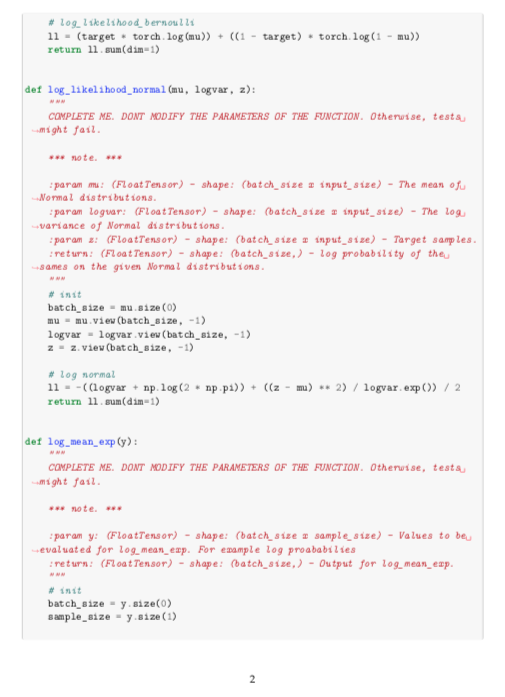 # log_likelihood_bernoulli
ll = (target * torch.log(mu)) + ((1 - target) * torch.log(1 - mu))
return ll.sum(dim=1)
def log_likelihood_normal(mu, logvar, z):
"""
COMPLETE ME. DONT MODIFY THE PARAMETERS OF THE FUNCTION. Otherwise, tests␣
↪might fail.
*** note. ***
:param mu: (FloatTensor) - shape: (batch_size x input_size) - The mean of␣
↪Normal distributions.
:param logvar: (FloatTensor) - shape: (batch_size x input_size) - The log␣
↪variance of Normal distributions.
:param z: (FloatTensor) - shape: (batch_size x input_size) - Target samples.
:return: (FloatTensor) - shape: (batch_size,) - log probability of the␣
↪sames on the given Normal distributions.
"""
# init
batch_size = mu.size(0)
mu = mu.view(batch_size, -1)
logvar = logvar.view(batch_size, -1)
z = z.view(batch_size, -1)
# log normal
ll = -((logvar + np.log(2 * np.pi)) + ((z - mu) ** 2) / logvar.exp()) / 2
return ll.sum(dim=1)
def log_mean_exp(y):
"""
COMPLETE ME. DONT MODIFY THE PARAMETERS OF THE FUNCTION. Otherwise, tests␣
↪might fail.
*** note. ***
:param y: (FloatTensor) - shape: (batch_size x sample_size) - Values to be␣
↪evaluated for log_mean_exp. For example log proababilies
:return: (FloatTensor) - shape: (batch_size,) - Output for log_mean_exp.
"""
# init
batch_size = y.size(0)
sample_size = y.size(1)
2